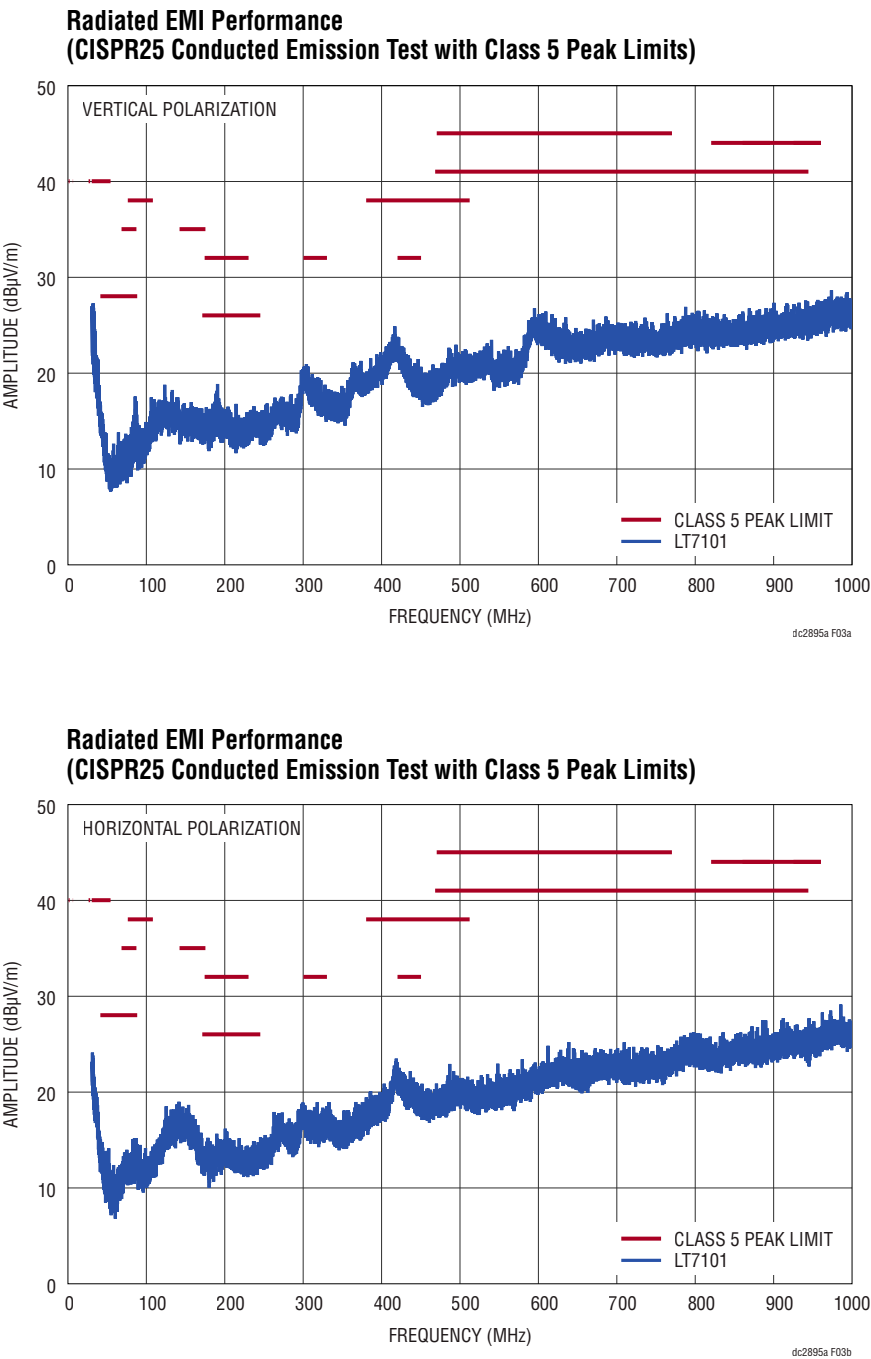 Radiated EMI Performance
(CISPR25 Conducted Emission Test with Class 5 Peak Limits)
VERTICAL POLARIZATION
50
40
30
20
10
0
AMPLITUDE (dBµV/m)
CLASS 5 PEAK LIMIT
LT7101
0 100 200 300 400 500 600 700 800 900 1000
FREQUENCY (MHz)
dc2895a F03a
Radiated EMI Performance
(CISPR25 Conducted Emission Test with Class 5 Peak Limits)
HORIZONTAL POLARIZATION
50
40
30
20
10
0
AMPLITUDE (dBµV/m)
CLASS 5 PEAK LIMIT
LT7101
0 100 200 300 400 500 600 700 800 900 1000
FREQUENCY (MHz)
dc2895a F03b